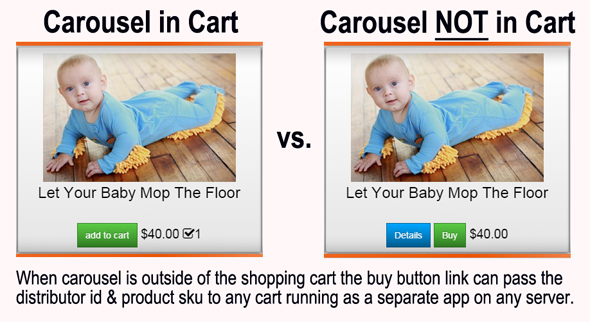 Carousel in Cart
Carousel NOT in Cart
vs.
Let Your Baby Mop The Floor
add to cart $40.00 1
Let Your Baby Mop The Floor
Details Buy $40.00
When carousel is outside of the shopping cart the buy button link can pass the
distributor id & product sku to any cart running as a separate app on any server.